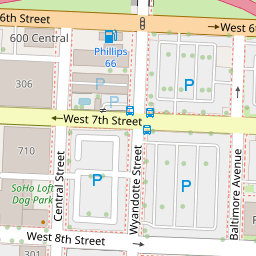 6th Street
West 6
600 Central
Phillips
66
306
P
P
West 7th Street
710
P
P
SoHo Loft
Dog Park
Central Street
Wyandotte Street
Baltimore Avenue
West 8th Street